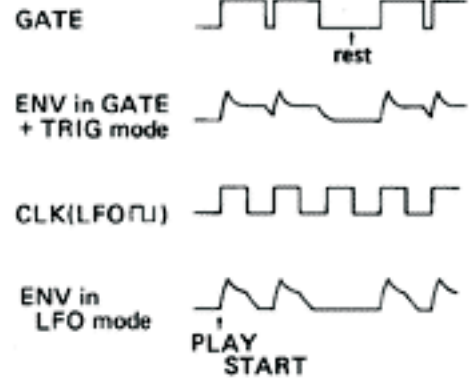 GATE
rest
ENV in GATE
+ TRIG mode
CLK(LFO⊓⊔)
ENV in
LFO mode
PLAY
START